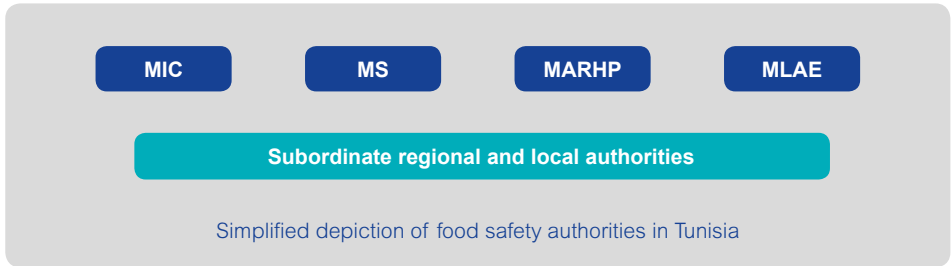 MIC MS MARHP MLAE
Subordinate regional and local authorities
Simplified depiction of food safety authorities in Tunisia